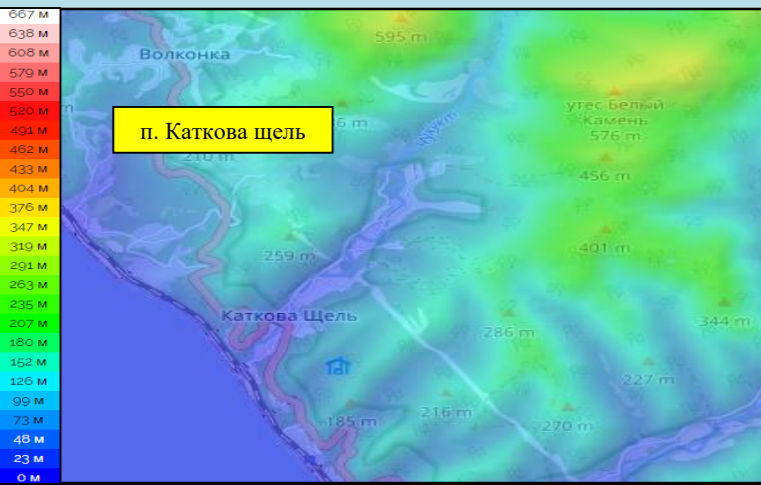 667 м
638 м
608 м
579 м
550 м
520 м
491 м
462 м
433 м
404 м
376 м
347 м
319 м
291 м
263 м
235 м
207 м
180 м
152 м
126 м
99 м
73 м
48 м
23 м
0 м
595 m
Волконка
утес Белый
Камень
576 m
п. Каткова щель
6 m
210 m
456 m
259 m
401 m
Каткова Щель
286 m
344 m
227 m
185 m
216 m
270 m